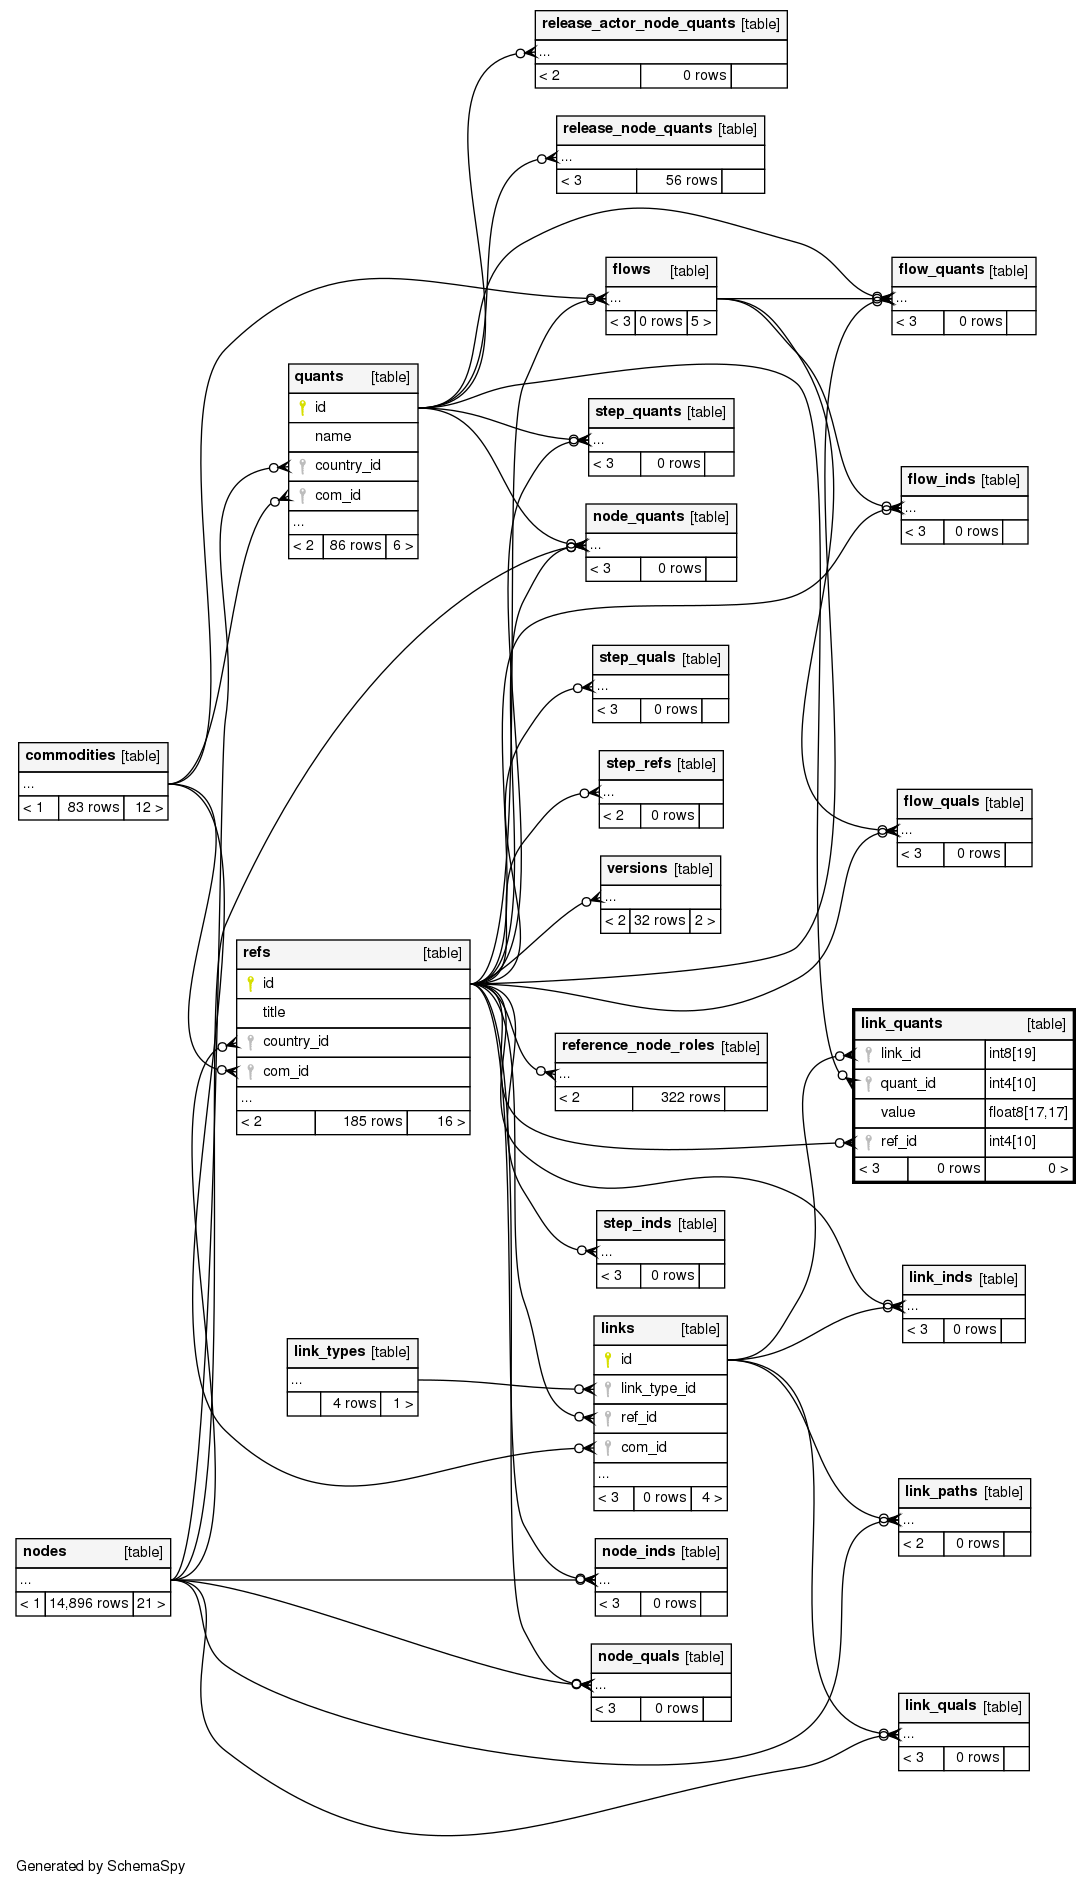 release_actor_node_quants [table]
...
< 2 0 rows
release_node_quants [table]
...
< 3 56 rows
flows [table]
...
< 3 0 rows 5 >
flow_quants [table]
...
< 3 0 rows
quants [table]
id
name
country_id
com_id
...
< 2 86 rows 6 >
step_quants [table]
...
< 3 0 rows
flow_inds [table]
...
< 3 0 rows
node_quants [table]
...
< 3 0 rows
step_quals [table]
...
< 3 0 rows
commodities [table]
...
< 1 83 rows 12 >
step_refs [table]
...
< 2 0 rows
flow_quals [table]
...
< 3 0 rows
versions [table]
...
< 2 32 rows 2 >
refs [table]
id
title
country_id
com_id
...
< 2 185 rows 16 >
link_quants [table]
link_id int8[19]
quant_id int4[10]
value float8[17,17]
ref_id int4[10]
< 3 0 rows 0 >
reference_node_roles [table]
...
< 2 322 rows
step_inds [table]
...
< 3 0 rows
link_inds [table]
...
< 3 0 rows
link_types [table]
...
4 rows 1 >
links [table]
id
link_type_id
ref_id
com_id
...
< 3 0 rows 4 >
link_paths [table]
...
< 2 0 rows
nodes [table]
...
< 1 14,896 rows 21 >
node_inds [table]
...
< 3 0 rows
node_quals [table]
...
< 3 0 rows
link_quals [table]
...
< 3 0 rows
Generated by SchemaSpy